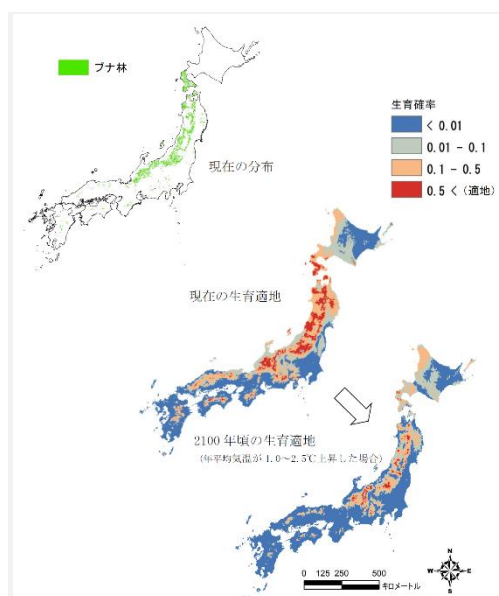 ブナ林
現在の分布
生育確率
< 0.01
0.01 - 0.1
0.1 - 0.5
0.5 < (適地)
現在の生育適地
2100 年頃の生育適地
(年平均気温が 1.0～2.5℃上昇した場合)
N
W E
S
0 125 250 500
キロメートル